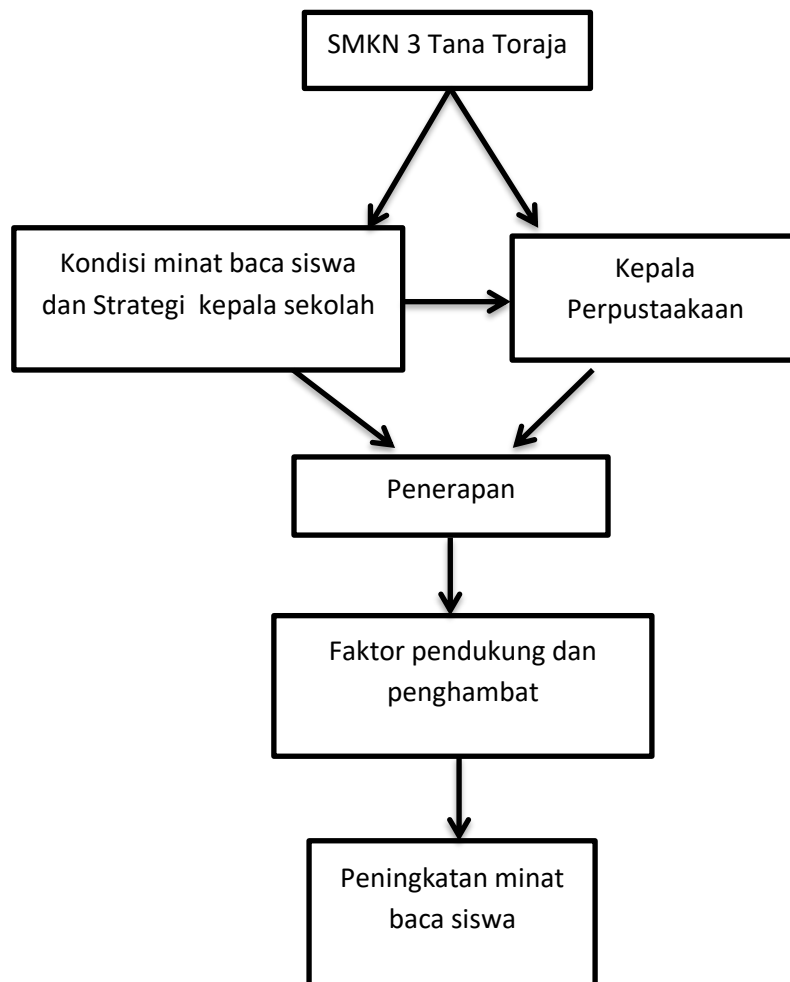 SMKN 3 Tana Toraja
Kondisi minat baca siswa
dan Strategi kepala sekolah
Kepala
Perpustaakaan
Penerapan
Faktor pendukung dan
penghambat
Peningkatan minat
baca siswa